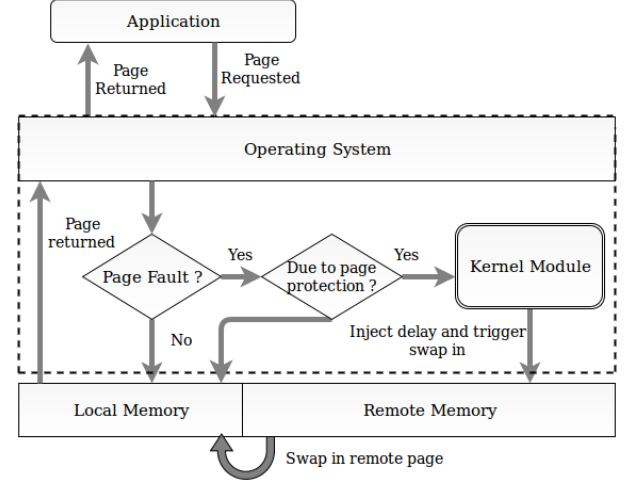 Application
Page
Returned
Page
Requested
Operating System
Page
returned
Page Fault ?
Yes
Due to page
protection ?
Yes
Kernel Module
No
Inject delay and trigger
swap in
Local Memory
Remote Memory
Swap in remote page